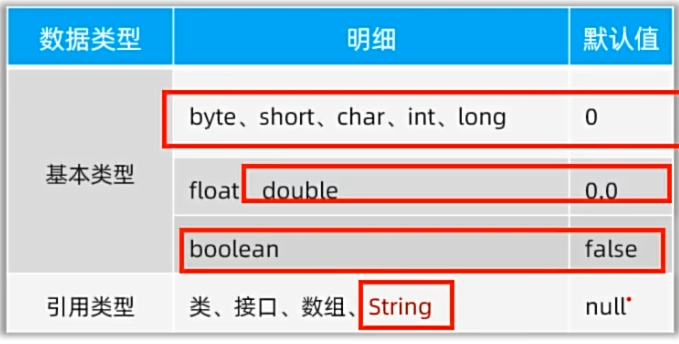 数据类型 明细 默认值
byte、short、char、int、long 0
基本类型
float double 0.0
boolean false
引用类型 类、接口、数组、String null